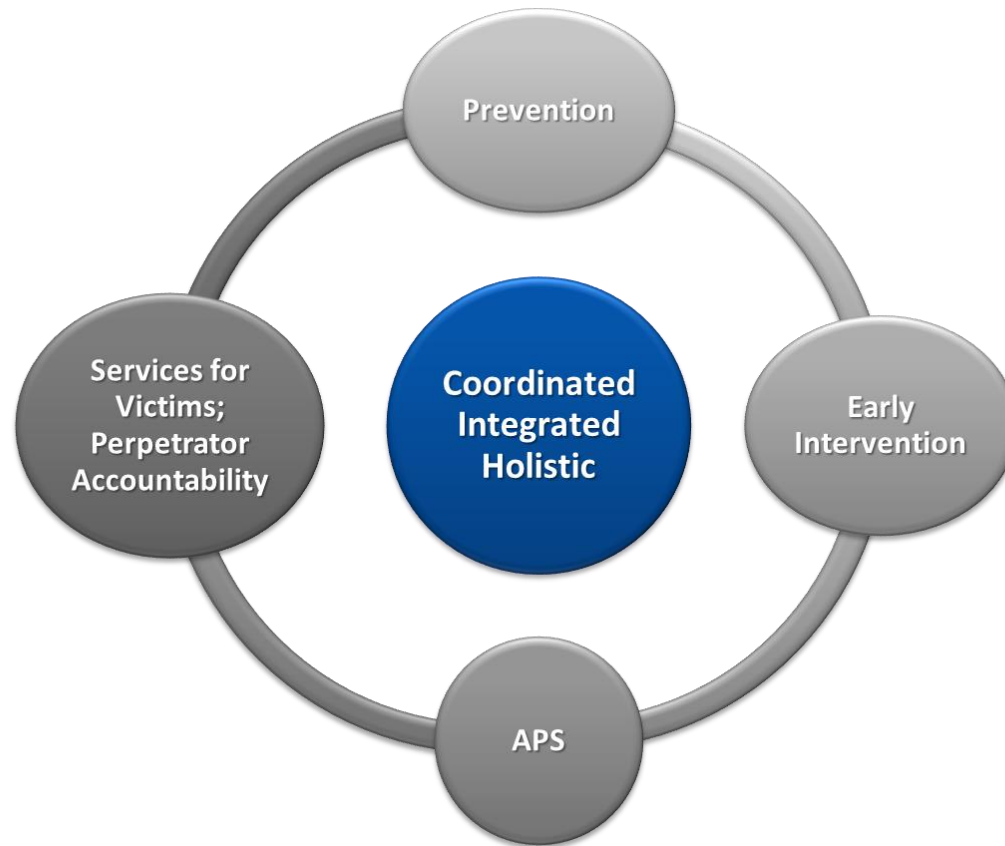 Prevention
Early
Intervention
APS
Services for
Victims;
Perpetrator
Accountability
Coordinated
Integrated
Holistic